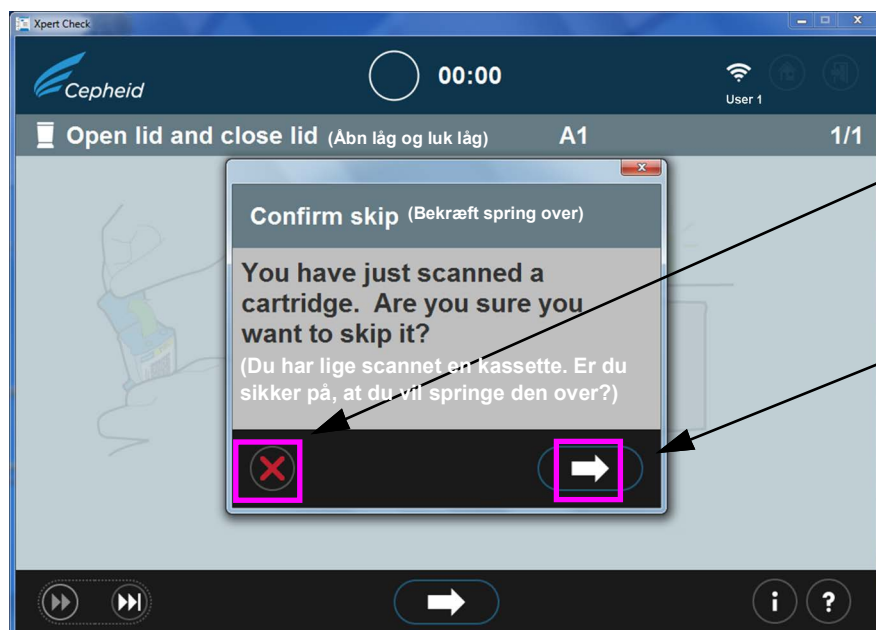 Xpert Check
Cepheid
00:00
User 1
Open lid and close lid (Åbn låg og luk låg) A1 1/1
Confirm skip (Bekræft spring over)
You have just scanned a
cartridge. Are you sure you
want to skip it?
(Du har lige scannet en kassette. Er du
sikker på, at du vil springe den over?)
i ?